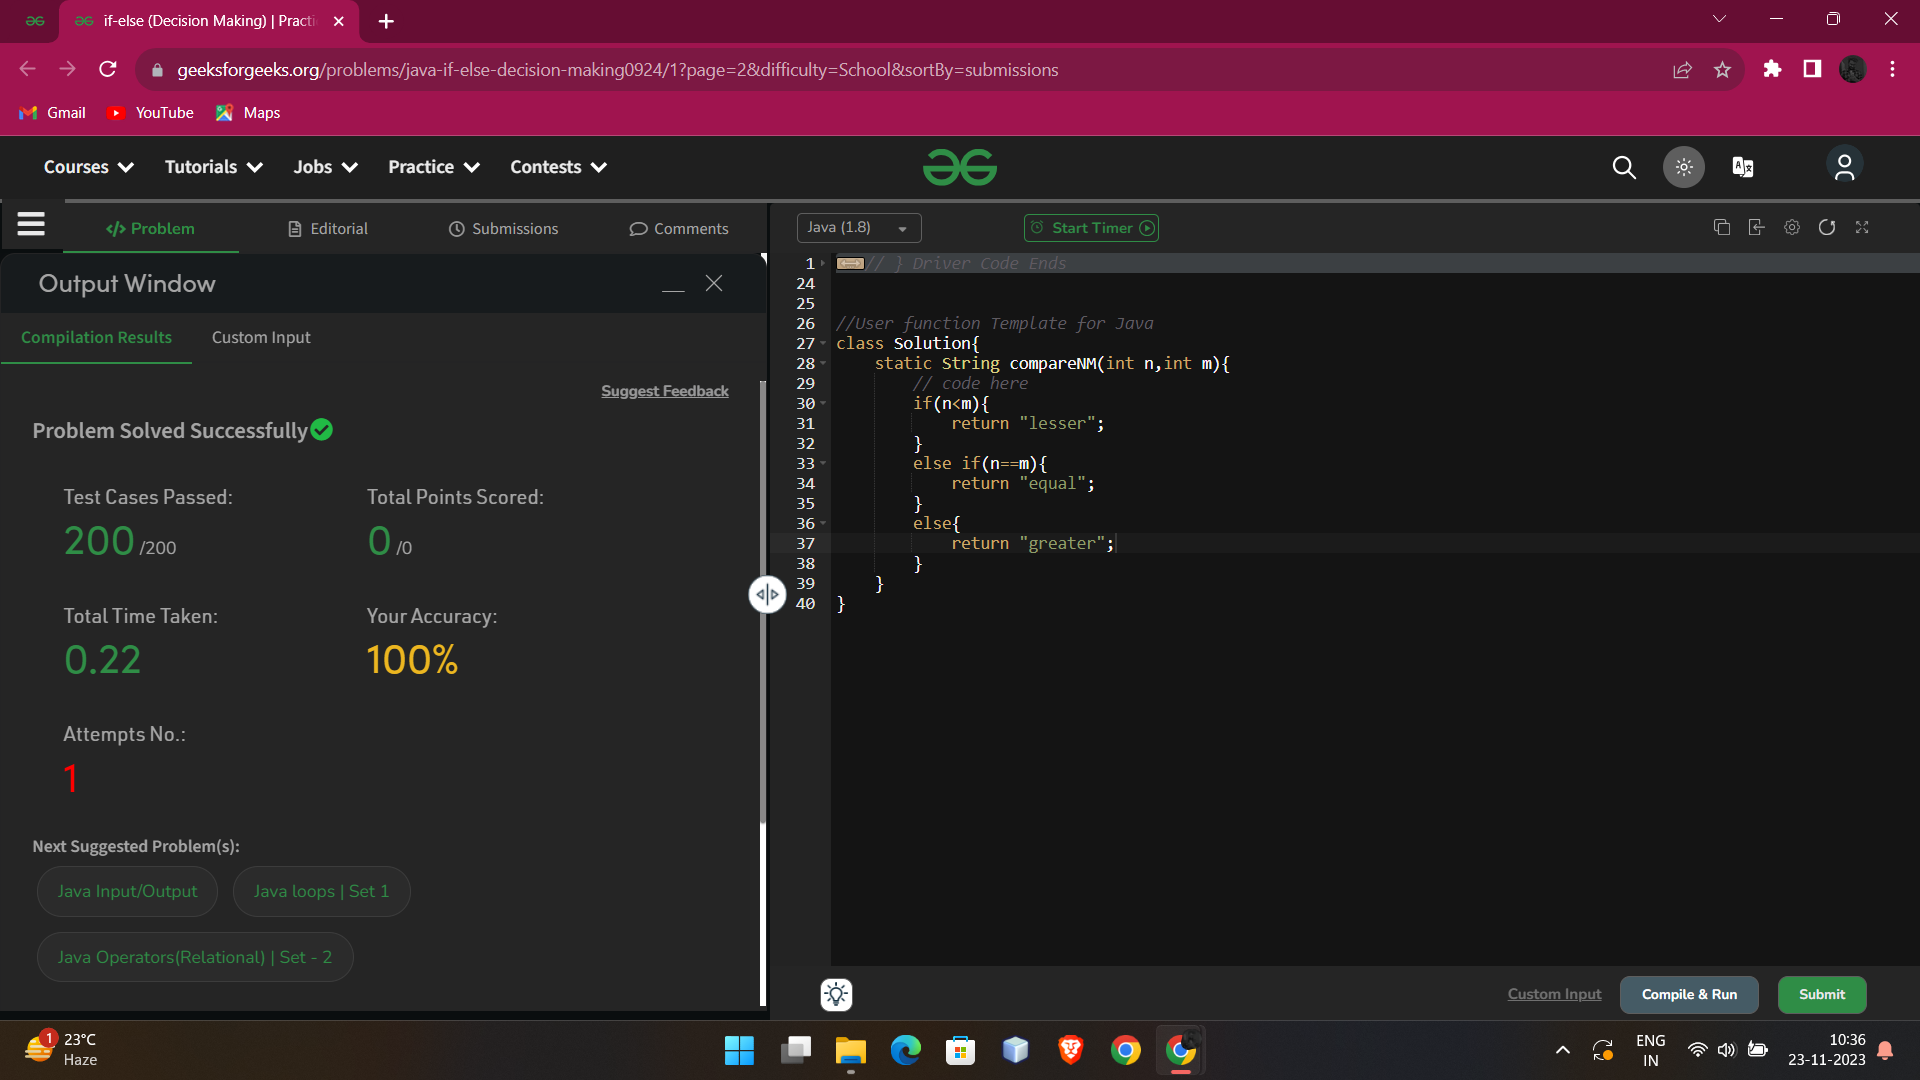 if-else (Decision Making) | Practi
geeksforgeeks.org/problems/java-if-else-decision-making0924/1?page=2&difficulty=School&sortBy=submissions
Gmail YouTube Maps
Courses Tutorials Jobs Practice Contests
</> Problem Editorial Submissions Comments
Java (1.8) Start Timer
Output Window
Compilation Results Custom Input
Suggest Feedback
Problem Solved Successfully
Test Cases Passed: Total Points Scored:
200 /200 0 /0
Total Time Taken: Your Accuracy:
0.22 100%
Attempts No.:
1
Next Suggested Problem(s):
Java Input/Output Java loops | Set 1
Java Operators(Relational) | Set - 2
1 // } Driver Code Ends
24
25
26 //User function Template for Java
27 class Solution{
28 static String compareNM(int n,int m){
29 // code here
30 if(n<m){
31 return "lesser";
32 }
33 else if(n==m){
34 return "equal";
35 }
36 else{
37 return "greater";
38 }
39 }
40 }
Custom Input Compile & Run Submit
1 23°C
Haze
ENG
IN
10:36
23-11-2023